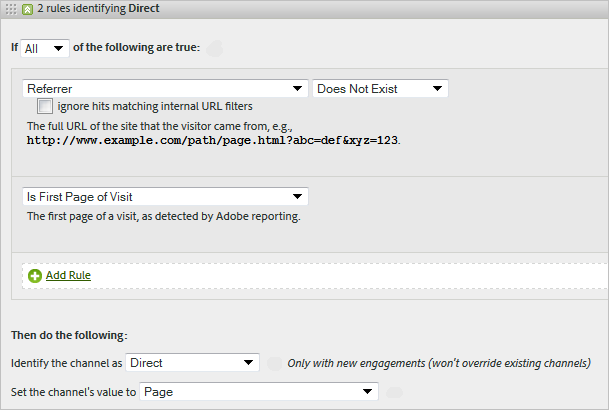 2 rules identifying Direct
If All of the following are true:
Referrer Does Not Exist
ignore hits matching internal URL filters
The full URL of the site that the visitor came from, e.g.,
http://www.example.com/path/page.html?abc=def&xyz=123.
Is First Page of Visit
The first page of a visit, as detected by Adobe reporting.
Add Rule
Then do the following:
Identify the channel as Direct Only with new engagements (won't override existing channels)
Set the channel's value to Page